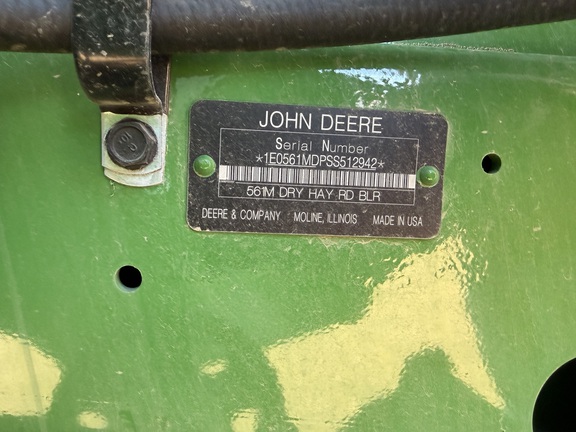 JOHN DEERE
Serial Number
*1E0561MDPSS512942*
561M DRY HAY RD BLR
DEERE & COMPANY MOLINE, ILLINOIS MADE IN USA